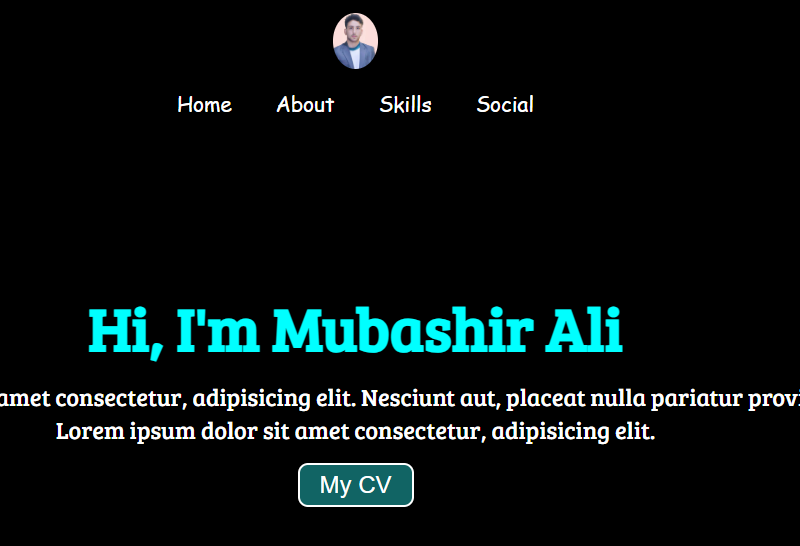 Home About Skills Social
Hi, I'm Mubashir Ali
amet consectetur, adipisicing elit. Nesciunt aut, placeat nulla pariatur provi
Lorem ipsum dolor sit amet consectetur, adipisicing elit.
My CV